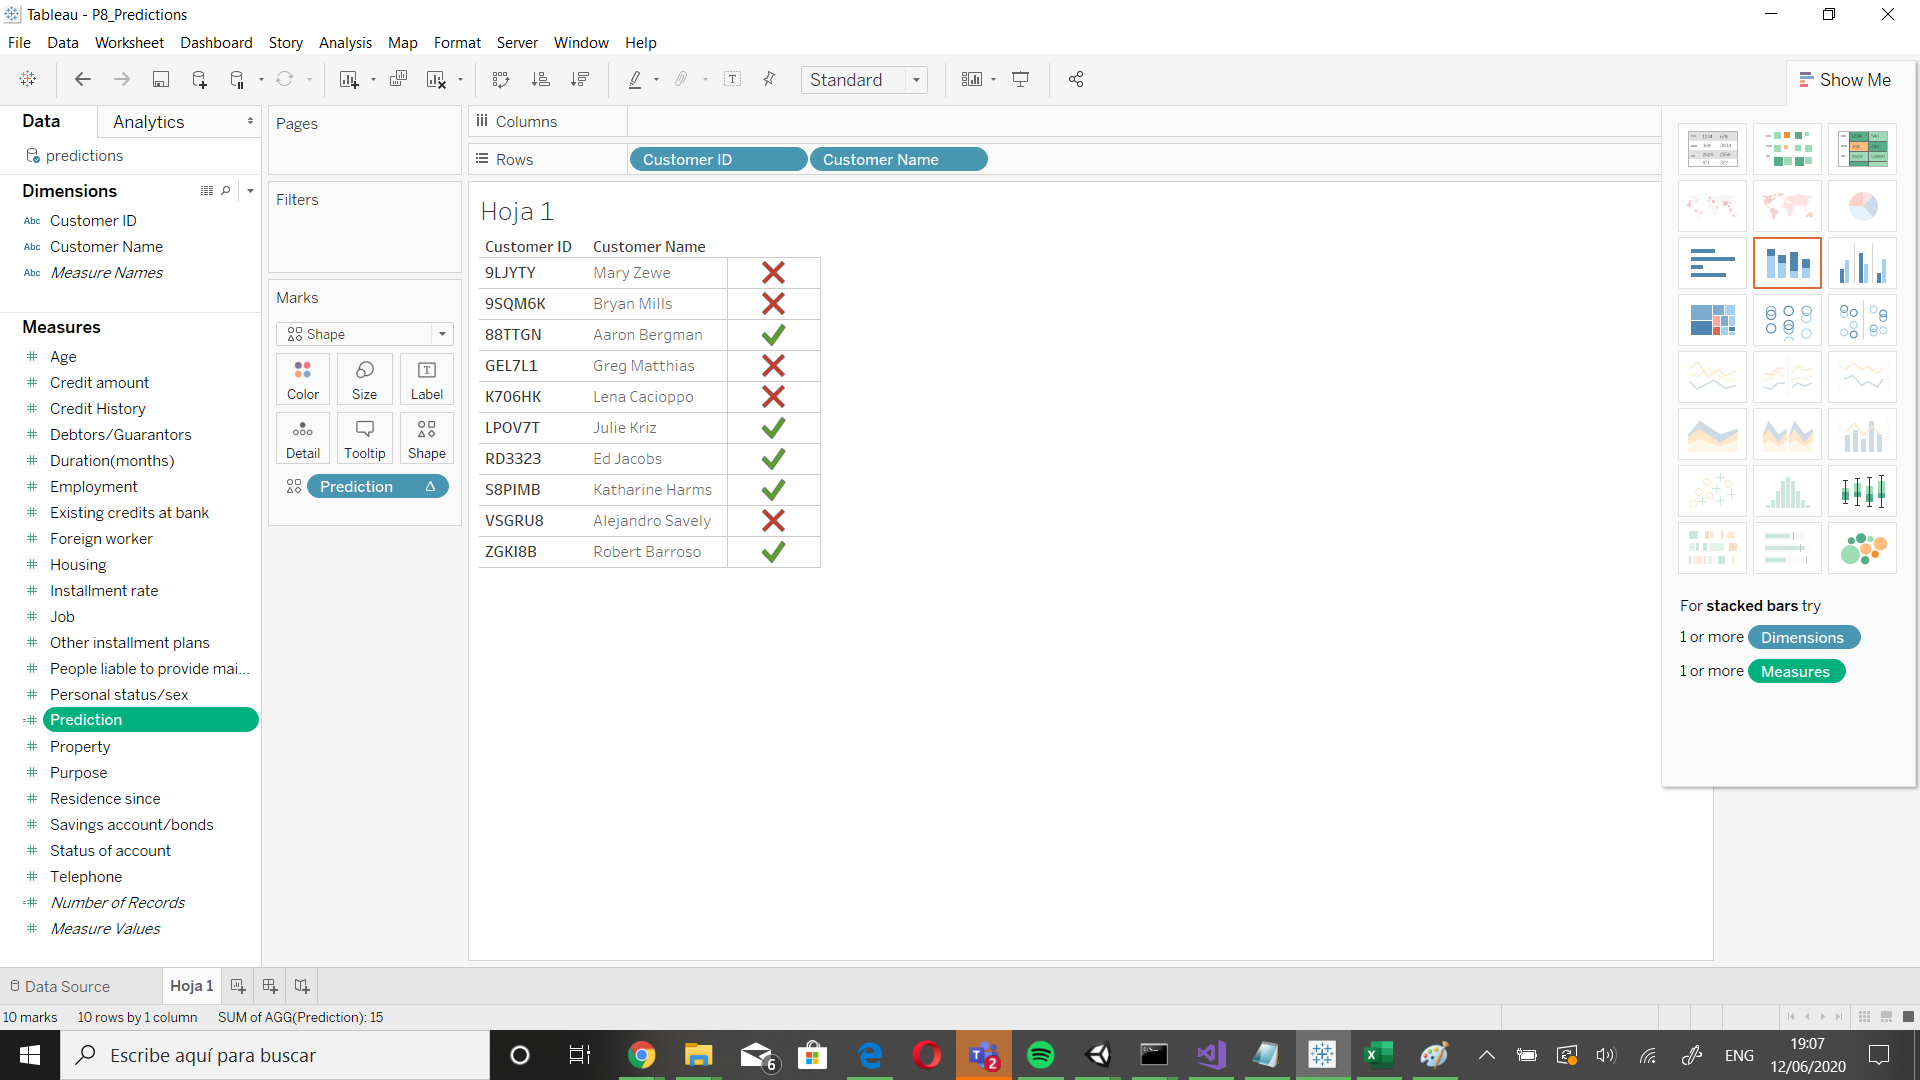 Tableau - P8_Predictions
File Data Worksheet Dashboard Story Analysis Map Format Server Window Help
Standard
Show Me
Data
Analytics
predictions
Dimensions
Abc Customer ID
Abc Customer Name
Abc Measure Names
Measures
Age
Credit amount
Credit History
Debtors/Guarantors
Duration(months)
Employment
Existing credits at bank
Foreign worker
Housing
Installment rate
Job
Other installment plans
People liable to provide mai...
Personal status/sex
Prediction
Property
Purpose
Residence since
Savings account/bonds
Status of account
Telephone
Number of Records
Measure Values
Pages
Filters
Marks
Shape
Color Size Label
Detail Tooltip Shape
Prediction
Columns
Rows Customer ID Customer Name
Hoja 1
Customer ID Customer Name
9LJYTY Mary Zewe
9SQM6K Bryan Mills
88TTGN Aaron Bergman
GEL7L1 Greg Matthias
K706HK Lena Cacioppo
LPOV7T Julie Kriz
RD3323 Ed Jacobs
S8PIMB Katharine Harms
VSGRU8 Alejandro Savely
ZGKI8B Robert Barroso
For stacked bars try
1 or more Dimensions
1 or more Measures
Data Source Hoja 1
10 marks 10 rows by 1 column SUM of AGG(Prediction): 15
Escribe aquí para buscar
6
2
ENG
19:07
12/06/2020